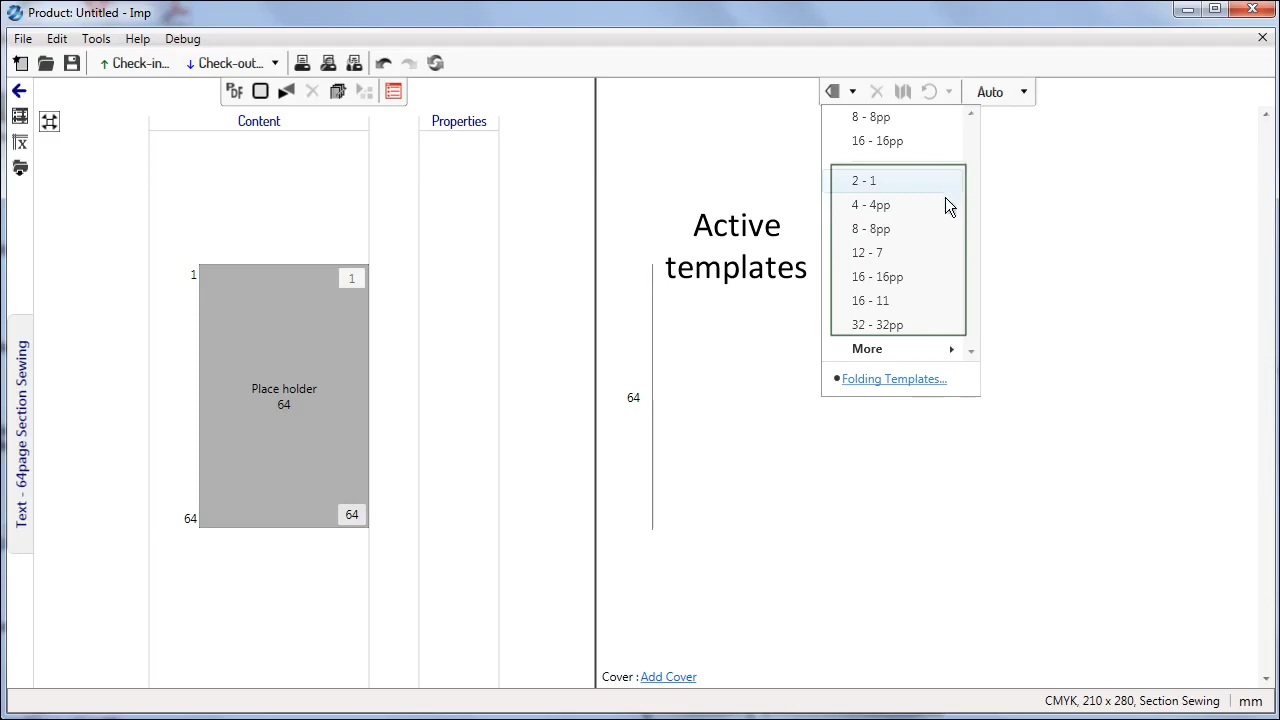 Product: Untitled - Imp
File Edit Tools Help Debug
Check-in... Check-out...
PDF Auto
Content Properties
8 - 8pp
16 - 16pp
2 - 1
4 - 4pp
8 - 8pp
12 - 7
16 - 16pp
16 - 11
32 - 32pp
More
Folding Templates...
Active
templates
1 1
Place holder
64
64 64
64
Text - 64page Section Sewing
Cover : Add Cover
CMYK, 210 x 280, Section Sewing mm